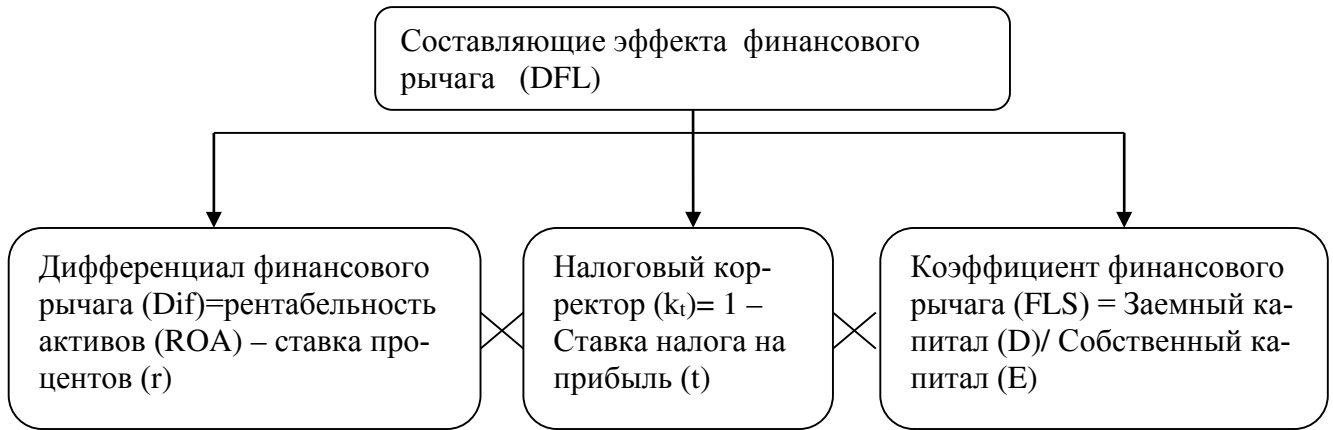 Составляющие эффекта финансового
рычага (DFL)
Дифференциал финансового
рычага (Dif)=рентабельность
активов (ROA) – ставка про-
центов (r)
Налоговый кор-
ректор (kt)= 1 –
Ставка налога на
прибыль (t)
Коэффициент финансового
рычага (FLS) = Заемный ка-
питал (D)/ Собственный ка-
питал (E)